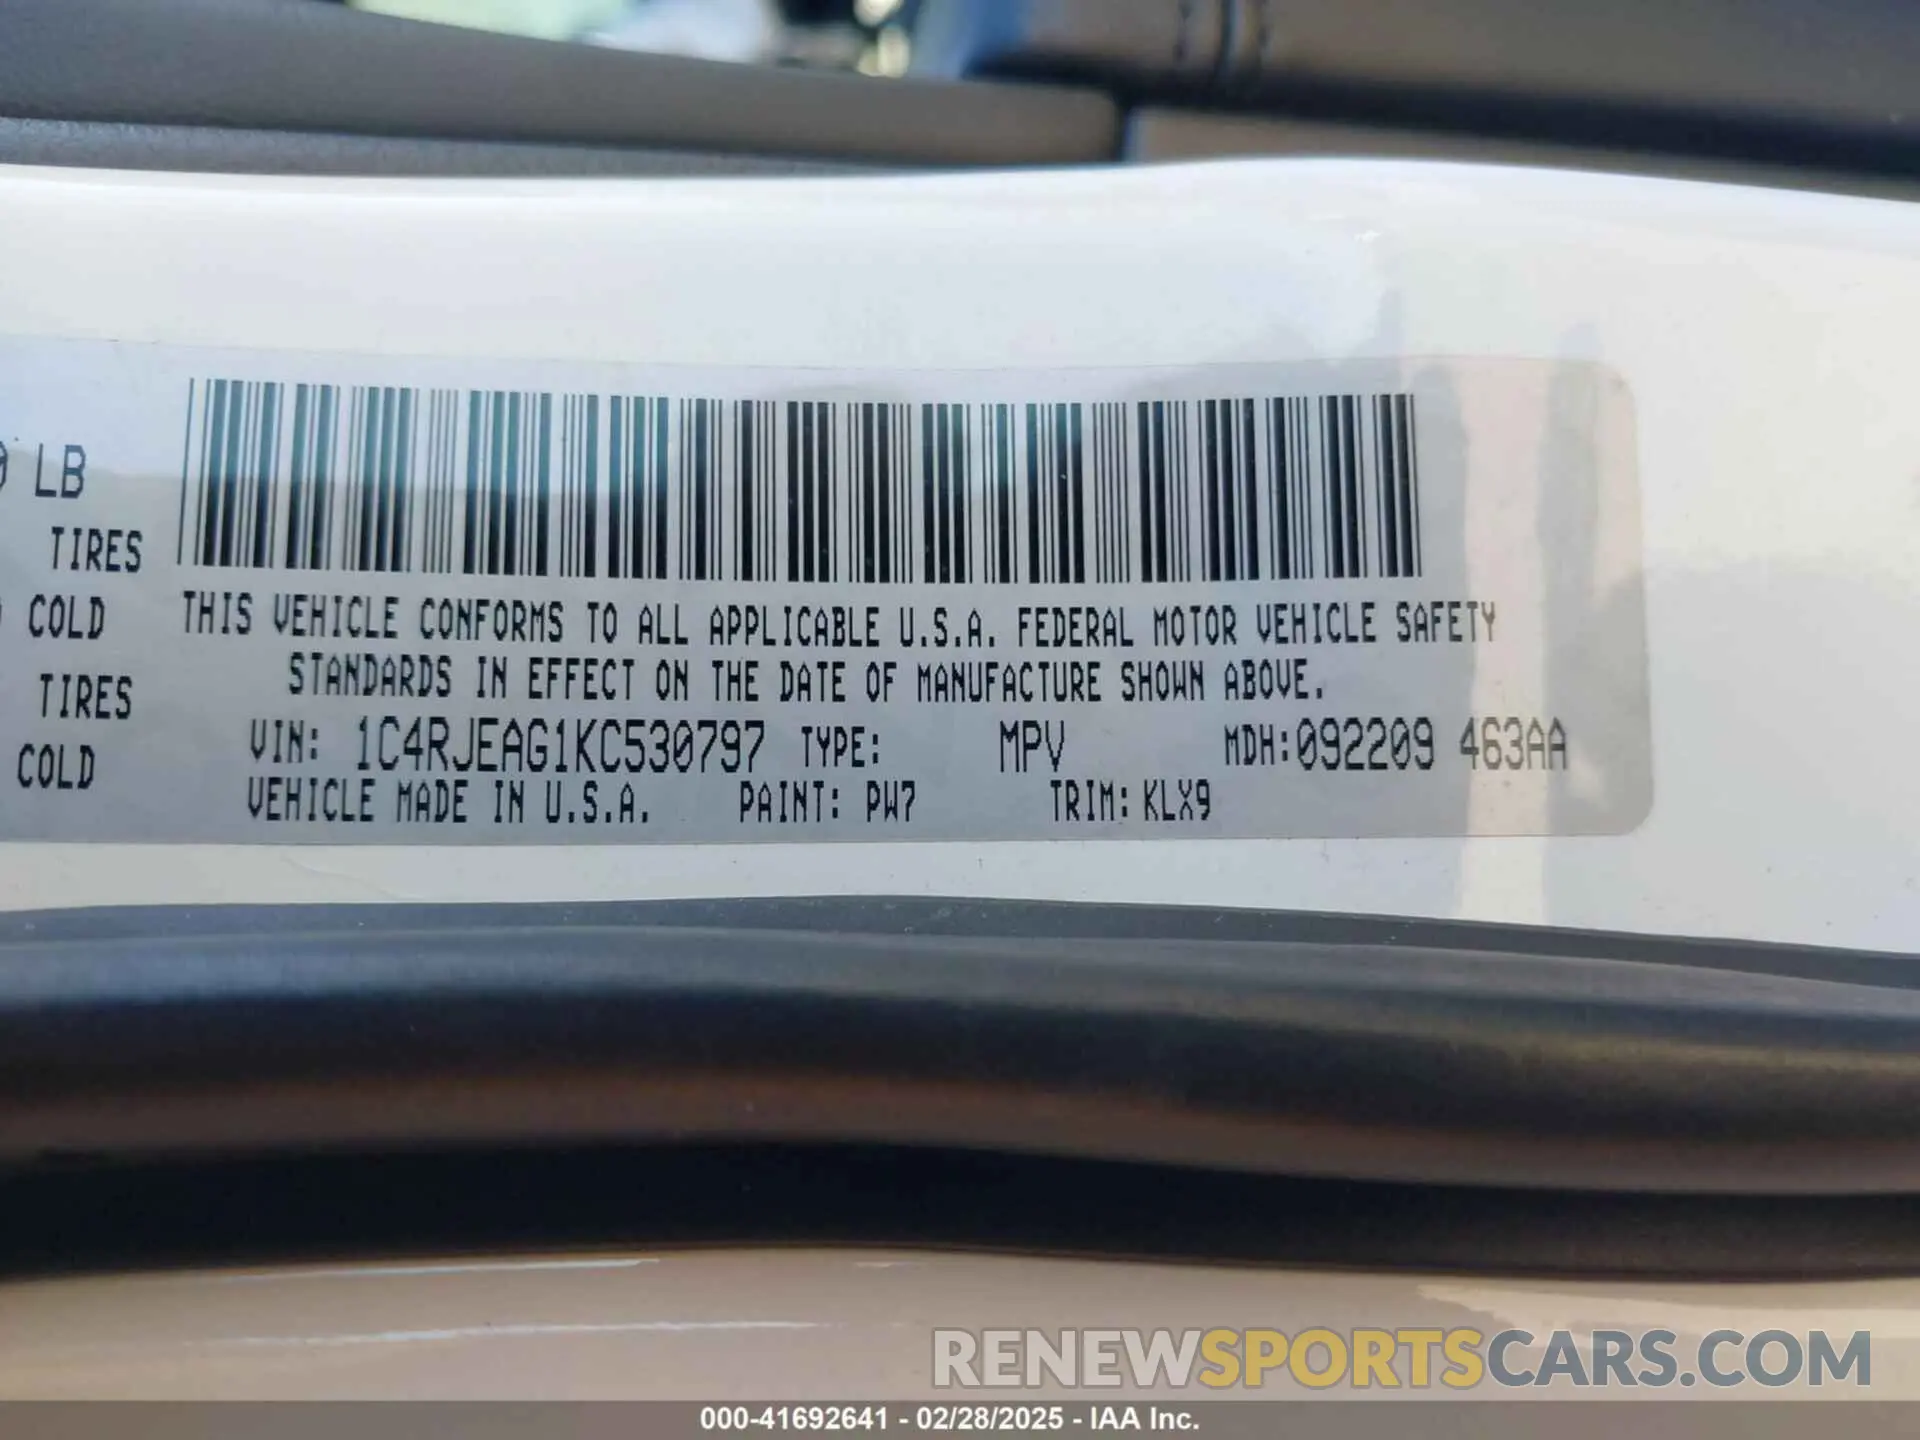 LB
TIRES
COLD
TIRES
COLD
THIS VEHICLE CONFORMS TO ALL APPLICABLE U.S.A. FEDERAL MOTOR VEHICLE SAFETY
STANDARDS IN EFFECT ON THE DATE OF MANUFACTURE SHOWN ABOVE.
VIN: 1C4RJEAG1KC530797 TYPE: MPV MDH:092209 463AA
VEHICLE MADE IN U.S.A. PAINT: PW7 TRIM: KLX9
RENEWSPORTSCARS.COM
000-41692641 - 02/28/2025 - IAA Inc.